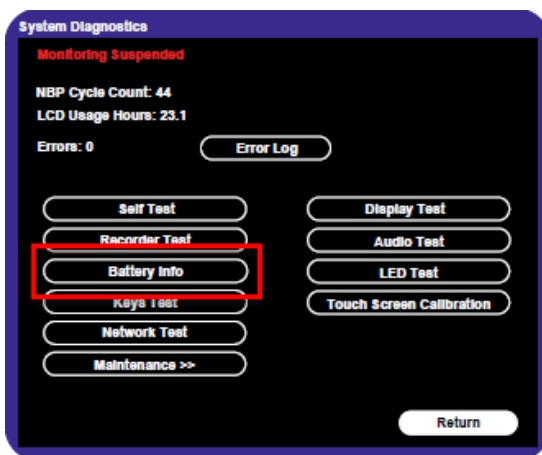 System Diagnostics
Monitoring Suspended
NBP Cycle Count: 44
LCD Usage Hours: 23.1
Errors: 0
Error Log
Self Test
Display Test
Recorder Test
Audio Test
Battery Info
LED Test
Keys Test
Touch Screen Callibration
Network Test
Maintenance >>
Return